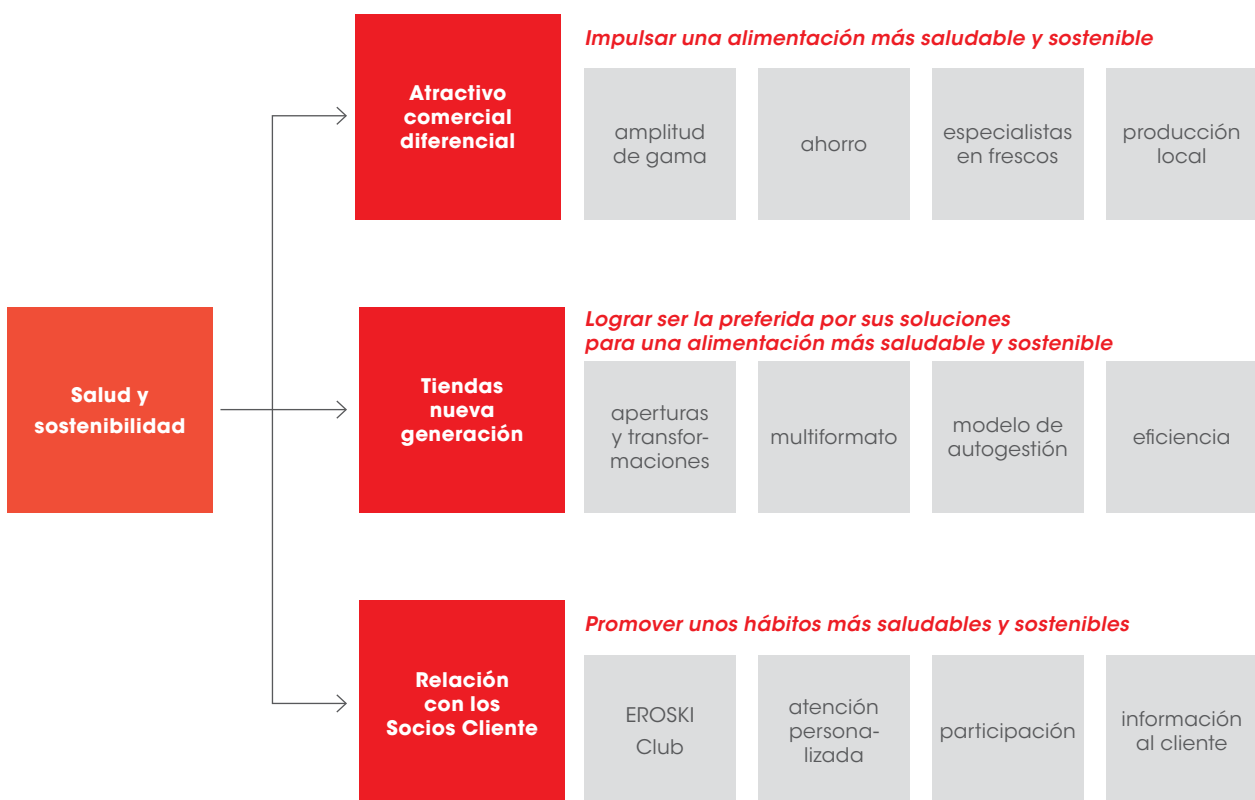 Salud y
sostenibilidad
Atractivo
comercial
diferencial
Impulsar una alimentación más saludable y sostenible
amplitud
de gama
ahorro
especialistas
en frescos
producción
local
Tiendas
nueva
generación
Lograr ser la preferida por sus soluciones
para una alimentación más saludable y sostenible
aperturas
y transfor-
maciones
multiformato
modelo de
autogestión
eficiencia
Relación
con los
Socios Cliente
Promover unos hábitos más saludables y sostenibles
EROSKI
Club
atención
persona-
lizada
participación
información
al cliente